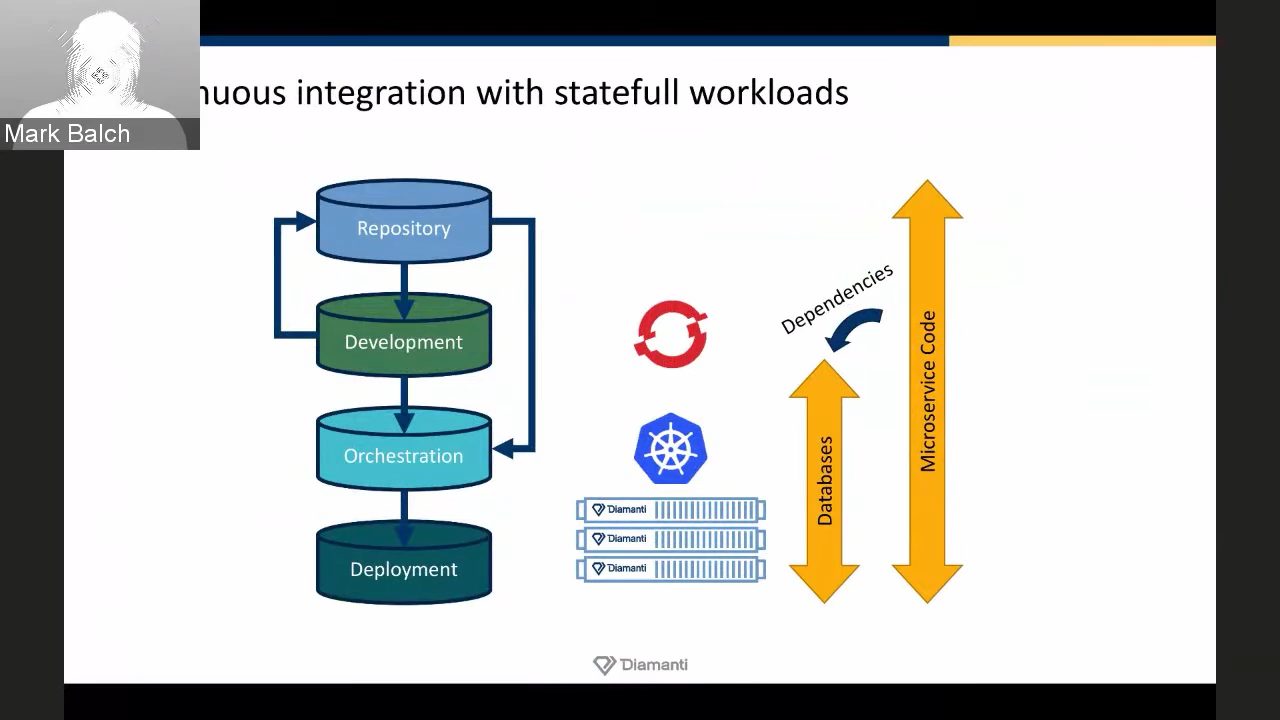 Mark Balch
nuous integration with statefull workloads
Repository
Development
Orchestration
Deployment
Diamanti
Diamanti
Diamanti
Dependencies
Databases
Microservice Code
Diamanti